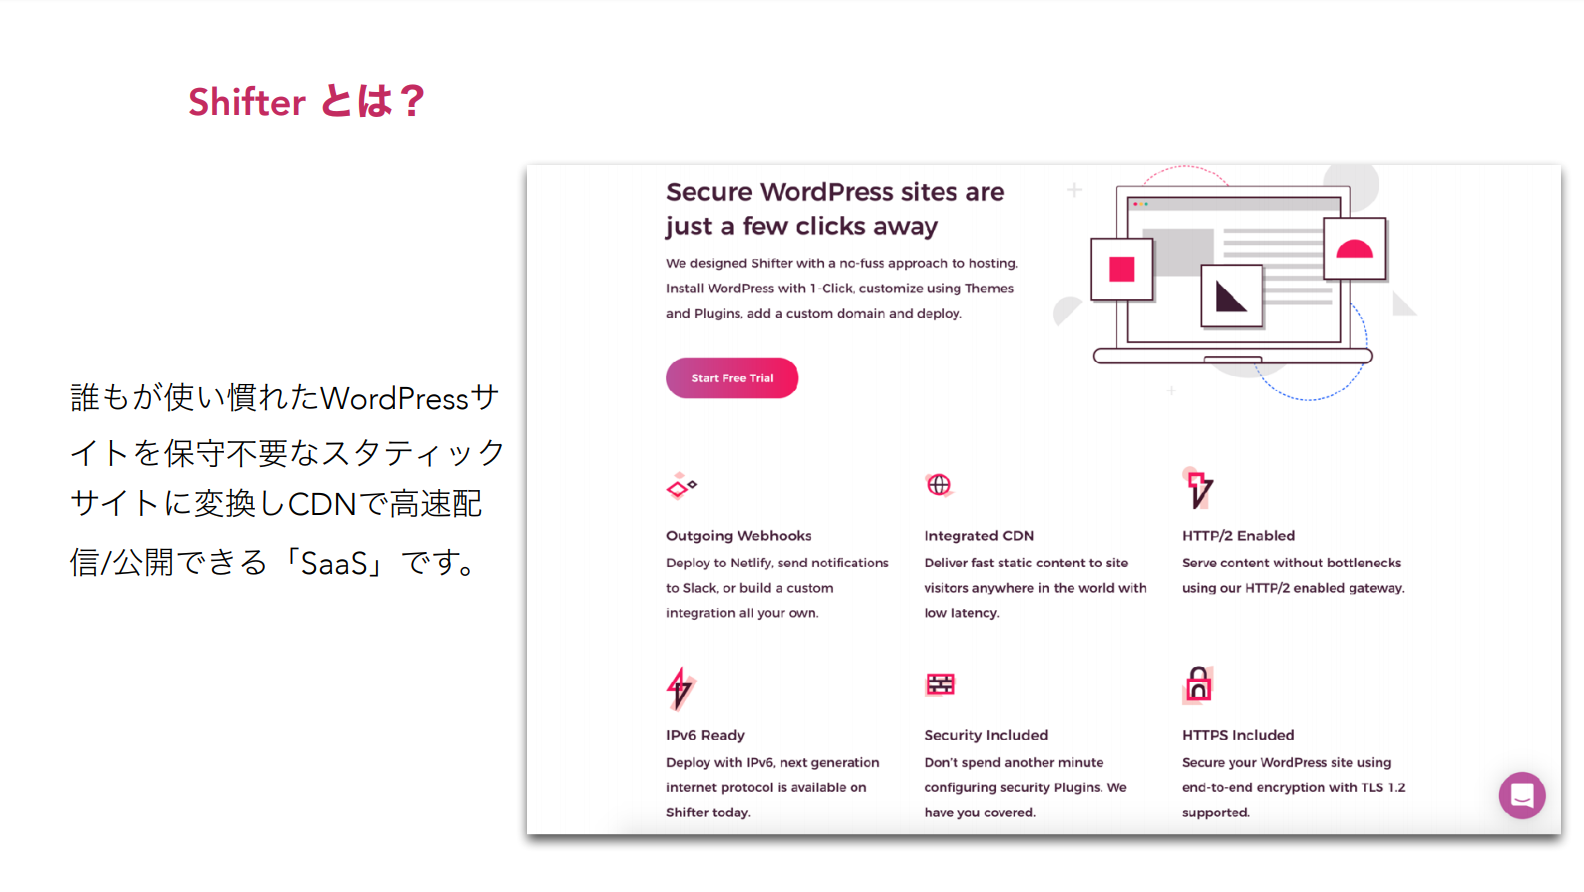 Shifter とは？
誰もが使い慣れたWordPressサ
イトを保守不要なスタティック
サイトに変換しCDNで高速配
信/公開できる「SaaS」です。
Secure WordPress sites are
just a few clicks away
We designed Shifter with a no-fuss approach to hosting.
Install WordPress with 1-Click, customize using Themes
and Plugins, add a custom domain and deploy.
Start Free Trial
Outgoing Webhooks
Deploy to Netlify, send notifications
to Slack, or build a custom
integration all your own.
Integrated CDN
Deliver fast static content to site
visitors anywhere in the world with
low latency.
HTTP/2 Enabled
Serve content without bottlenecks
using our HTTP/2 enabled gateway.
IPv6 Ready
Deploy with IPv6, next generation
internet protocol is available on
Shifter today.
Security Included
Don't spend another minute
configuring security Plugins. We
have you covered.
HTTPS Included
Secure your WordPress site using
end-to-end encryption with TLS 1.2
supported.